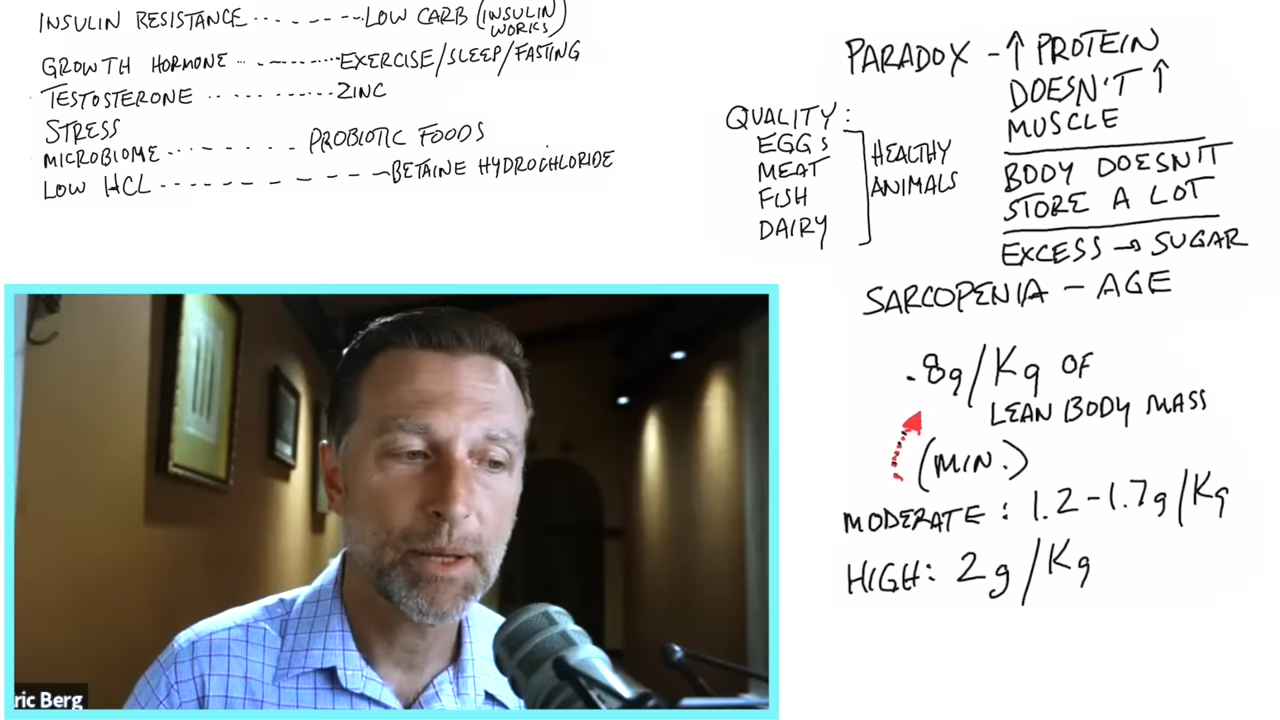 INSULIN RESISTANCE ---------- LOW CARB (INSULIN WORKS)
GROWTH HORMONE ---------- EXERCISE/SLEEP/FASTING
TESTOSTERONE ---------- ZINC
STRESS
MICROBIOME ---------- PROBIOTIC FOODS
LOW HCL ---------- BETAINE HYDROCHLORIDE
PARADOX - ↑ PROTEIN
DOESN'T ↑
MUSCLE
QUALITY:
EGGS
MEAT
FISH
DAIRY
HEALTHY
ANIMALS
BODY DOESN'T
STORE A LOT
EXCESS → SUGAR
SARCOPENIA - AGE
.8g/Kg OF
LEAN BODY MASS
(MIN.)
MODERATE: 1.2-1.7g/Kg
HIGH: 2g/Kg
ric Berg